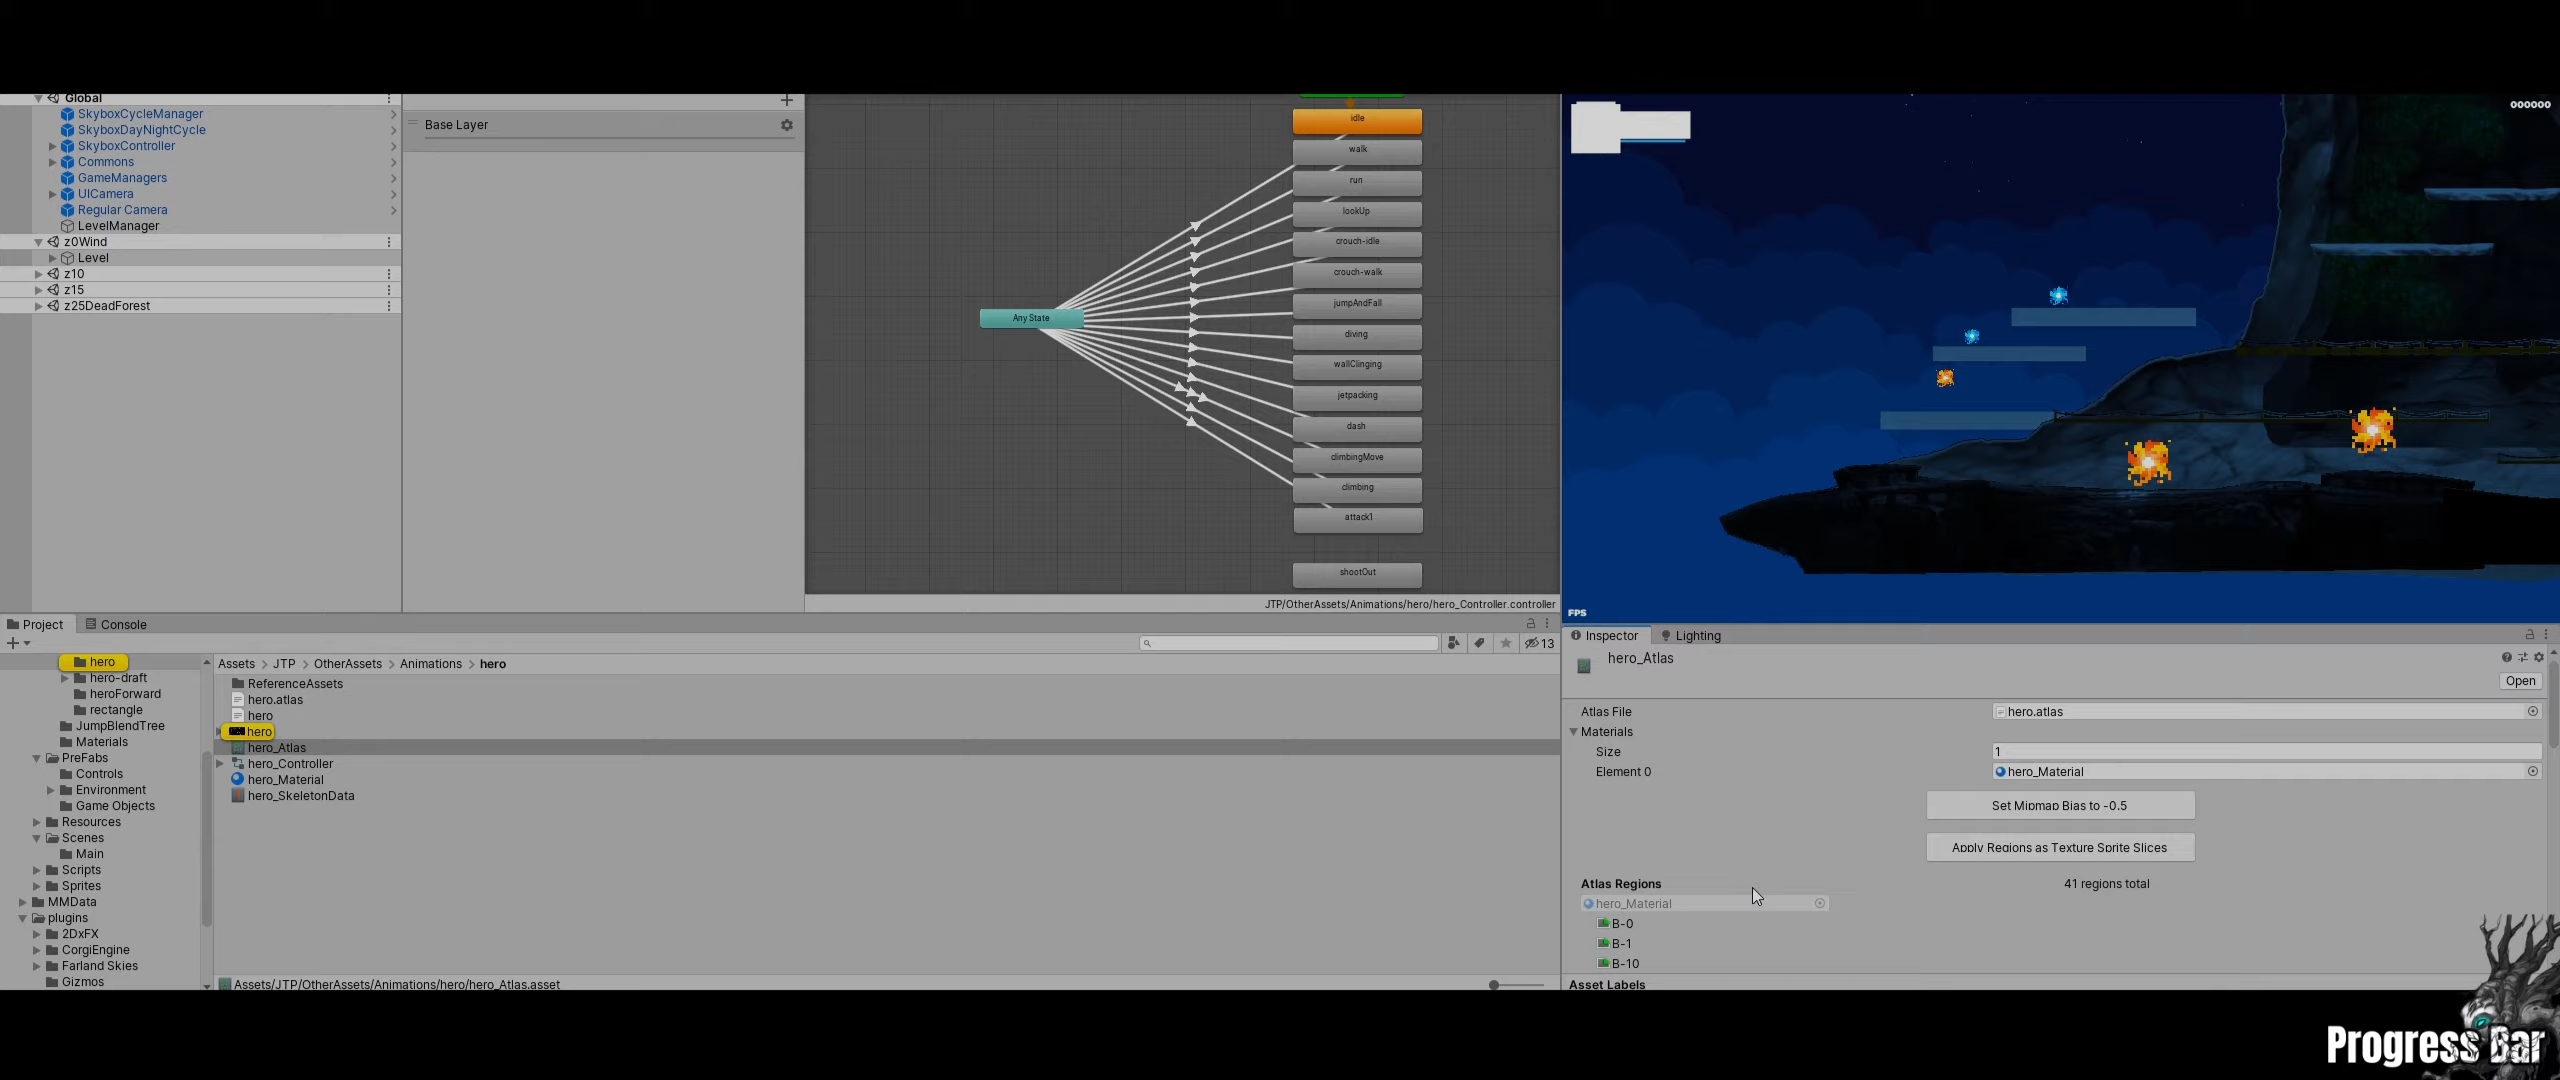 Global
SkyboxCycleManager
SkyboxDayNightCycle
SkyboxController
Commons
GameManagers
UICamera
Regular Camera
LevelManager
z0Wind
Level
z10
z15
z25DeadForest
Base Layer
Any State
idle
walk
run
lookUp
crouch-idle
crouch-walk
jumpAndFall
diving
wallClinging
jetpacking
dash
climbingMove
climbing
attack1
shootOut
JTP/OtherAssets/Animations/hero/hero_Controller.controller
000000
FPS
Project
Console
13
hero
hero-draft
heroForward
rectangle
JumpBlendTree
Materials
PreFabs
Controls
Environment
Game Objects
Resources
Scenes
Main
Scripts
Sprites
MMData
plugins
2DxFX
CorgiEngine
Farland Skies
Gizmos
Assets > JTP > OtherAssets > Animations > hero
ReferenceAssets
hero.atlas
hero
hero
hero_Atlas
hero_Controller
hero_Material
hero_SkeletonData
Assets/JTP/OtherAssets/Animations/hero/hero_Atlas.asset
Inspector
Lighting
hero_Atlas
Open
Atlas File
hero.atlas
Materials
Size
1
Element 0
hero_Material
Set Mipmap Bias to -0.5
Apply Regions as Texture Sprite Slices
Atlas Regions
41 regions total
hero_Material
B-0
B-1
B-10
Asset Labels
Progress Bar